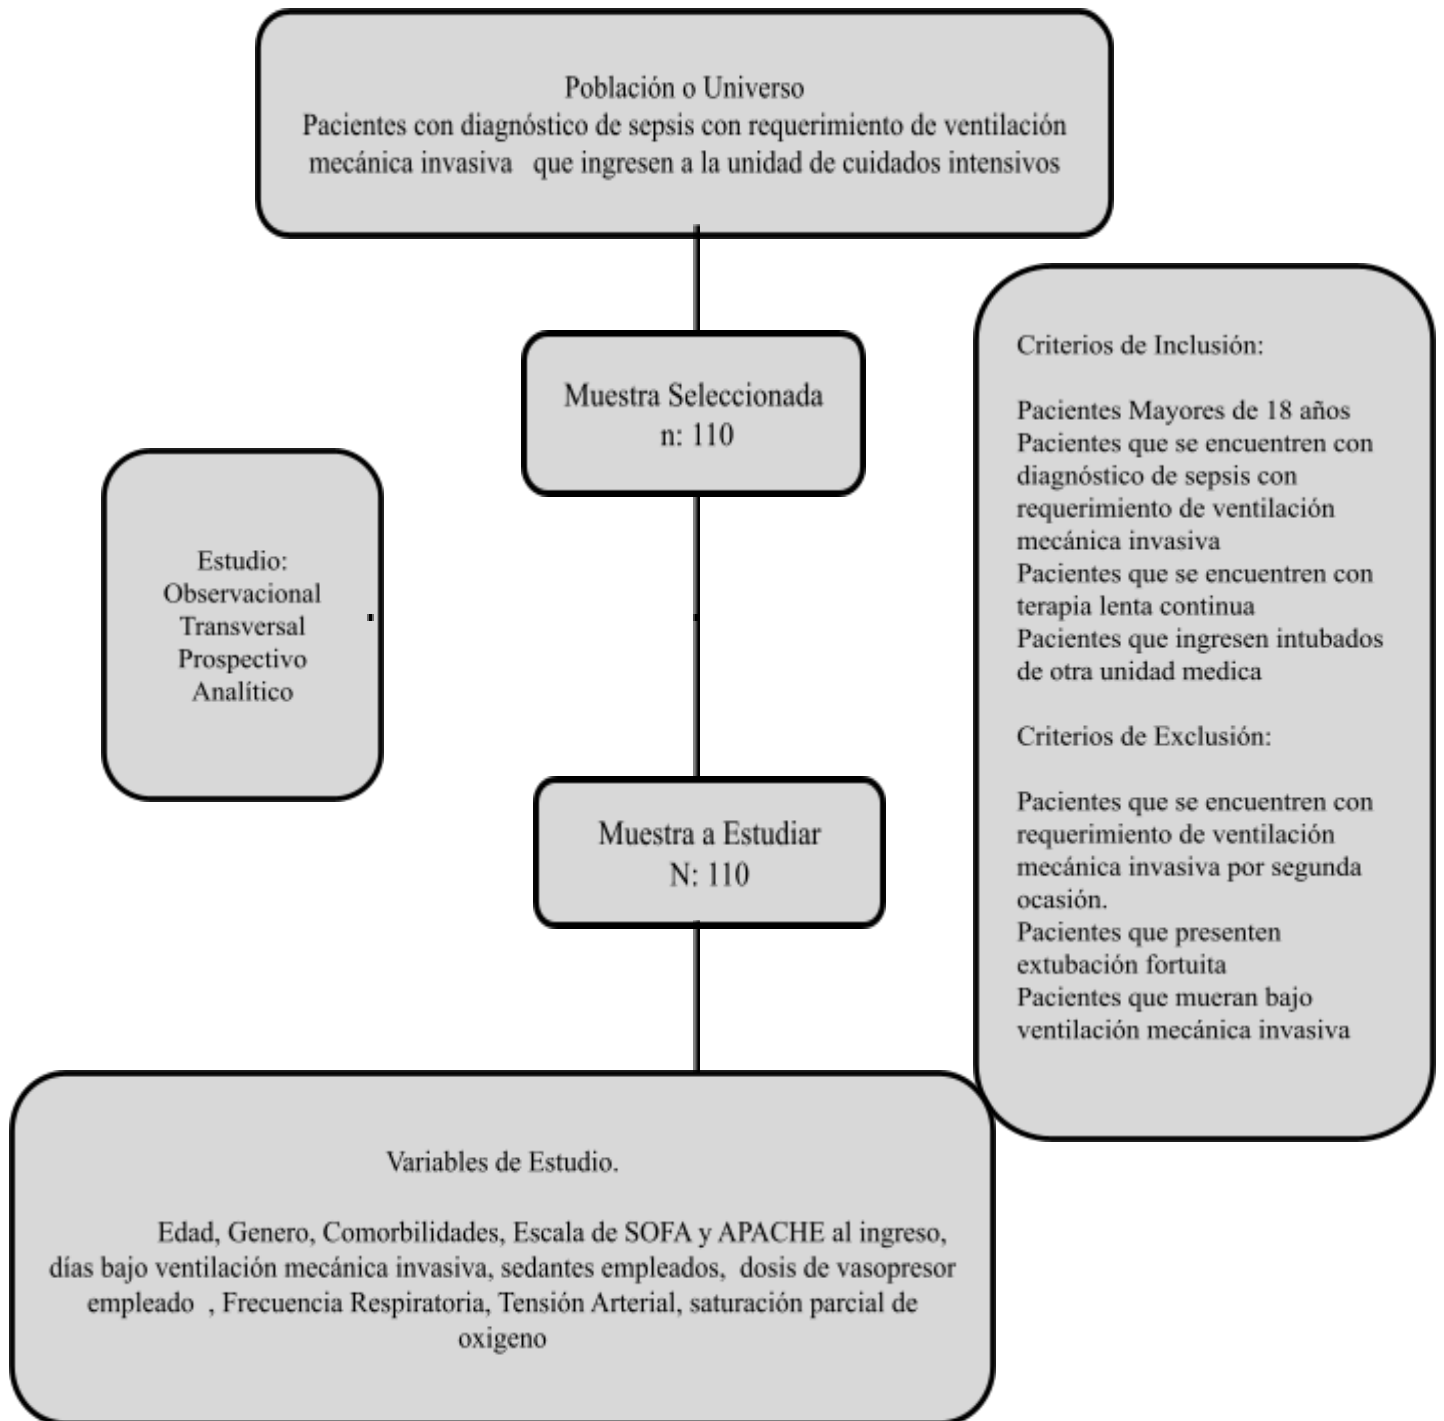 Población o Universo
Pacientes con diagnóstico de sepsis con requerimiento de ventilación
mecánica invasiva que ingresen a la unidad de cuidados intensivos
Muestra Seleccionada
n: 110
Estudio:
Observacional
Transversal
Prospectivo
Analítico
Criterios de Inclusión:
Pacientes Mayores de 18 años
Pacientes que se encuentren con
diagnóstico de sepsis con
requerimiento de ventilación
mecánica invasiva
Pacientes que se encuentren con
terapia lenta continua
Pacientes que ingresen intubados
de otra unidad medica
Criterios de Exclusión:
Pacientes que se encuentren con
requerimiento de ventilación
mecánica invasiva por segunda
ocasión.
Pacientes que presenten
extubación fortuita
Pacientes que mueran bajo
ventilación mecánica invasiva
Muestra a Estudiar
N: 110
Variables de Estudio.
Edad, Genero, Comorbilidades, Escala de SOFA y APACHE al ingreso,
días bajo ventilación mecánica invasiva, sedantes empleados, dosis de vasopresor
empleado , Frecuencia Respiratoria, Tensión Arterial, saturación parcial de
oxigeno